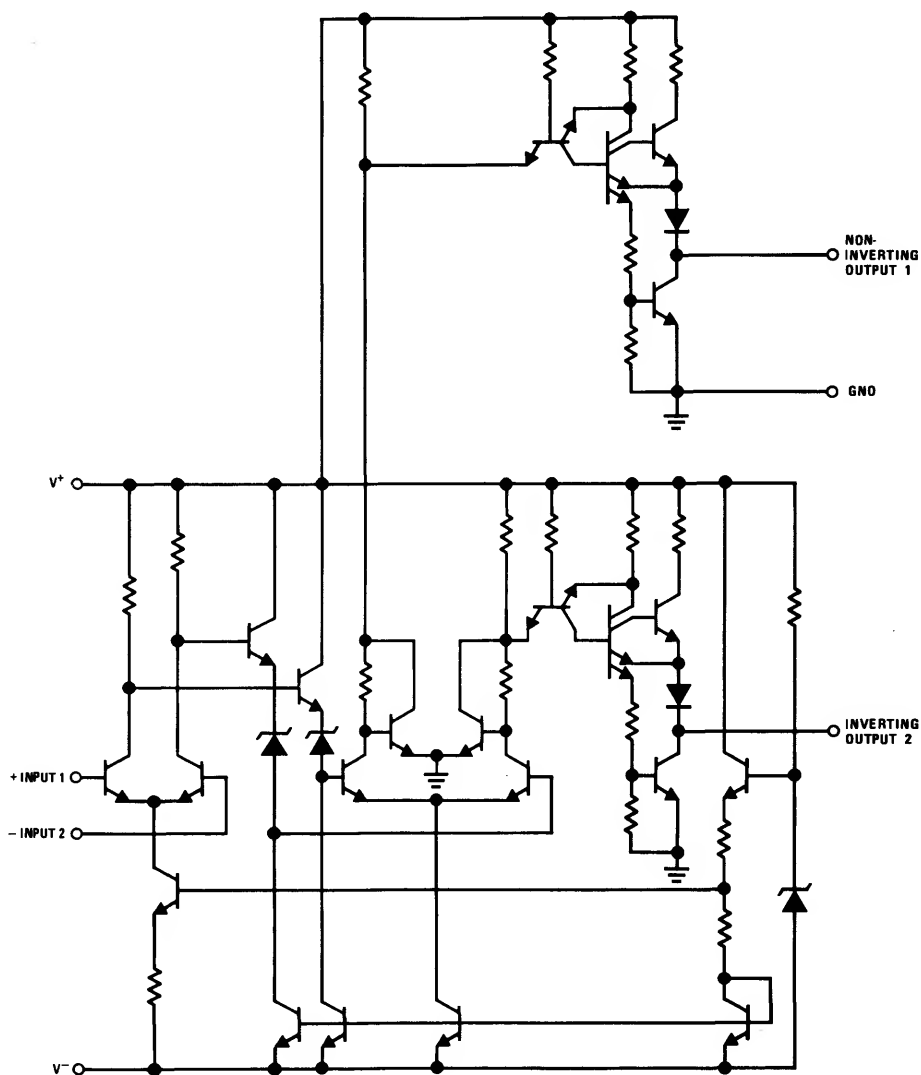 NON-
INVERTING
OUTPUT 1
GND
V+
INVERTING
OUTPUT 2
+ INPUT 1
− INPUT 2
V−